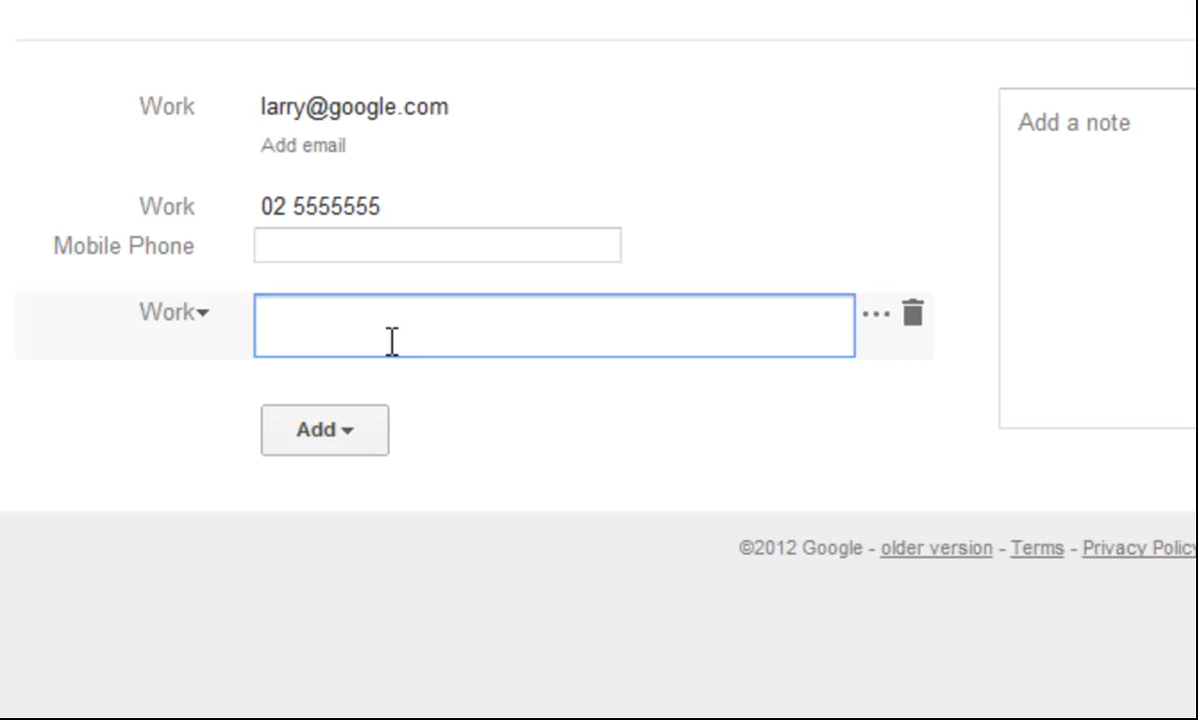 Work larry@google.com
Add email
Work 02 5555555
Mobile Phone
Work
Add
Add a note
©2012 Google - older version - Terms - Privacy Policy